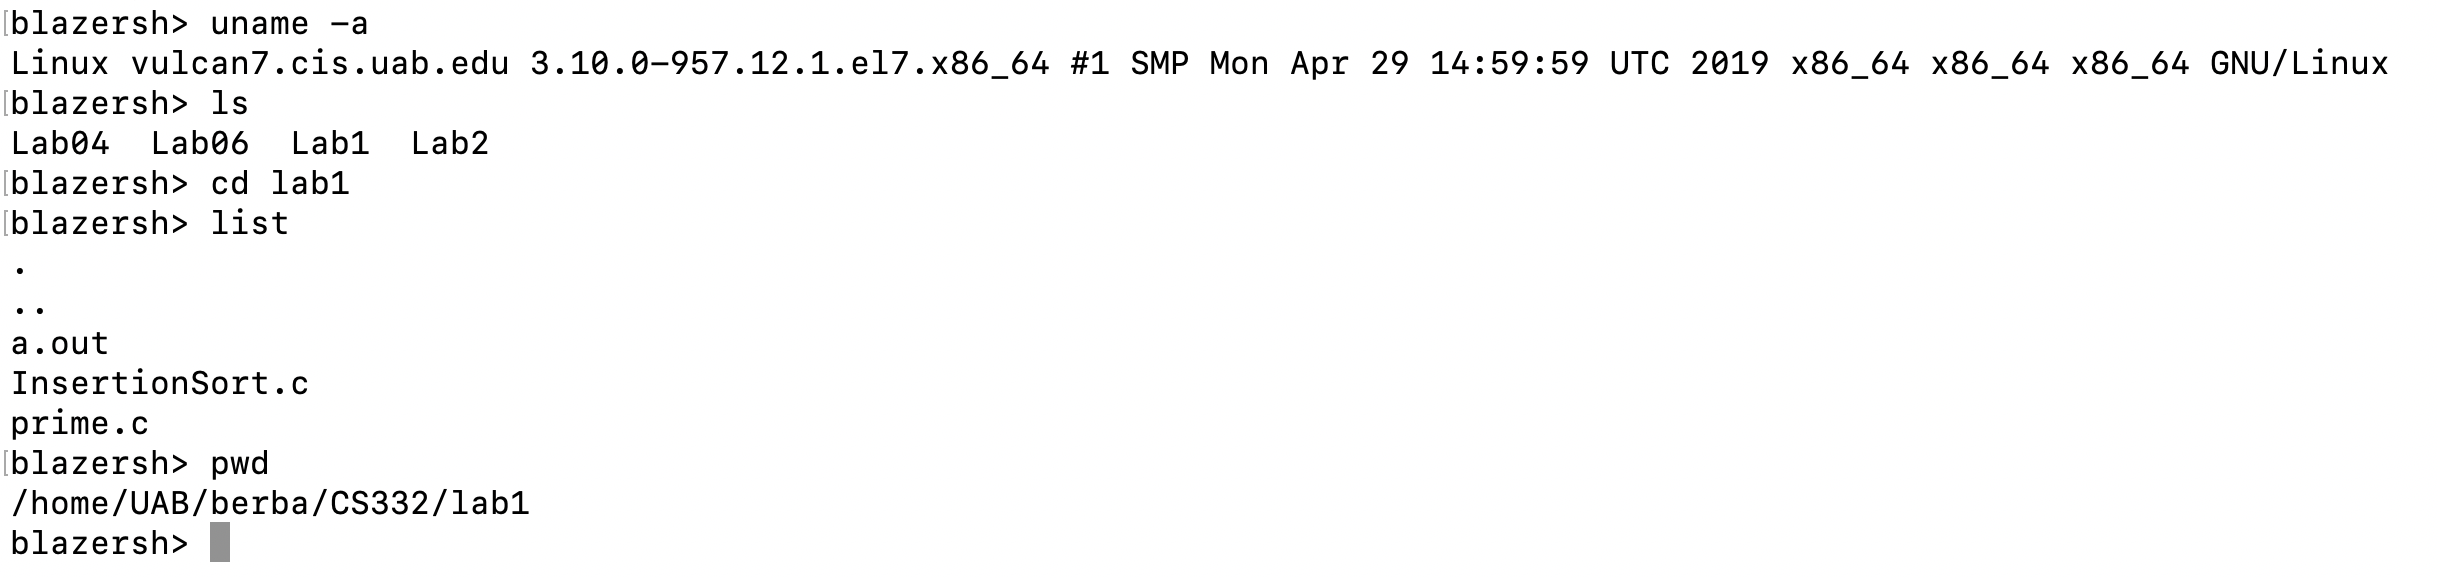 [blazersh> uname -a
Linux vulcan7.cis.uab.edu 3.10.0-957.12.1.el7.x86_64 #1 SMP Mon Apr 29 14:59:59 UTC 2019 x86_64 x86_64 x86_64 GNU/Linux
[blazersh> ls
Lab04  Lab06  Lab1  Lab2
[blazersh> cd lab1
[blazersh> list
.
..
a.out
InsertionSort.c
prime.c
[blazersh> pwd
/home/UAB/berba/CS332/lab1
blazersh>